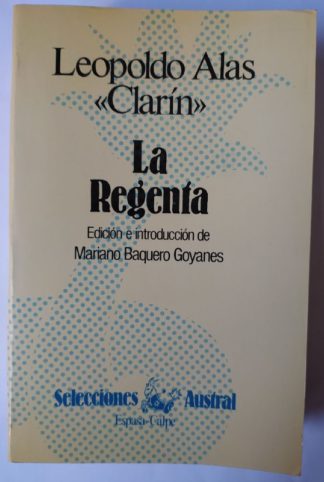 Leopoldo Alas
«Clarín»
La
Regenta
Edición e introducción de
Mariano Baquero Goyanes
Selecciones Austral
Espasa-Calpe